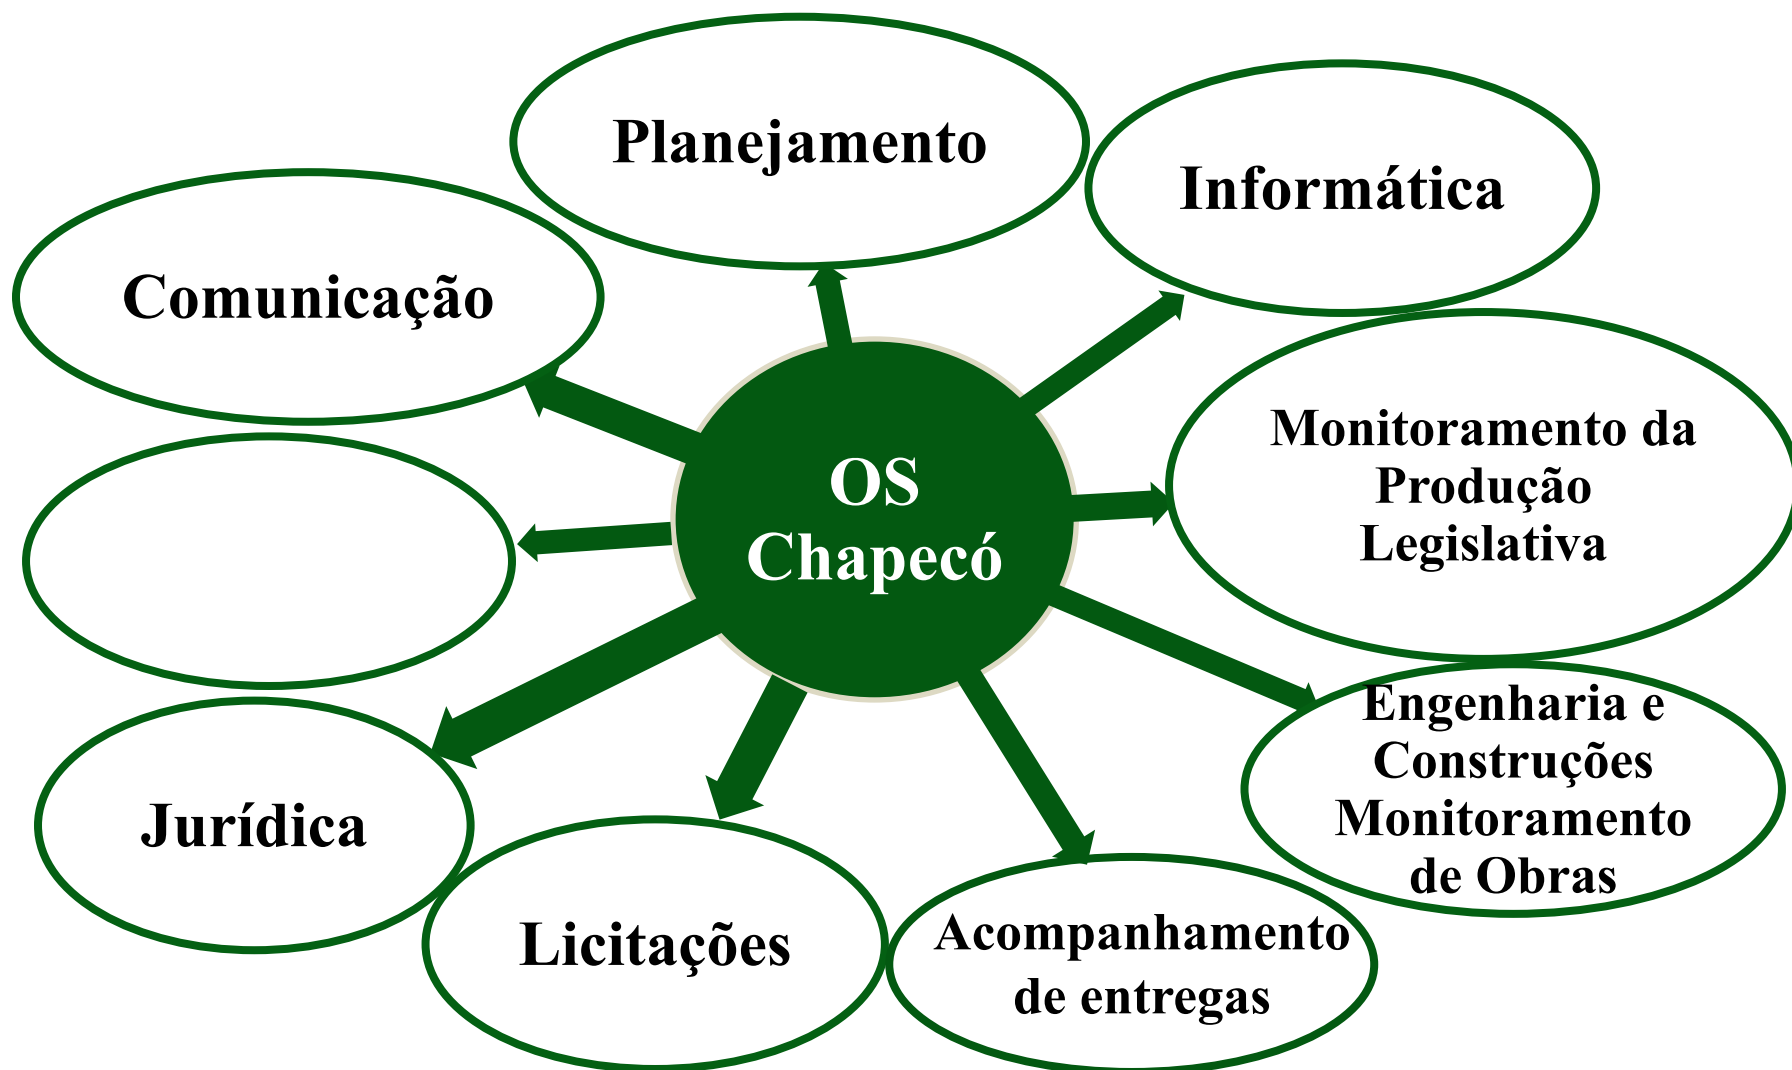 Planejamento
Informática
Comunicação
Monitoramento da
Produção
Legislativa
OS
Chapecó
Engenharia e
Construções
Monitoramento
de Obras
Jurídica
Licitações
Acompanhamento
de entregas